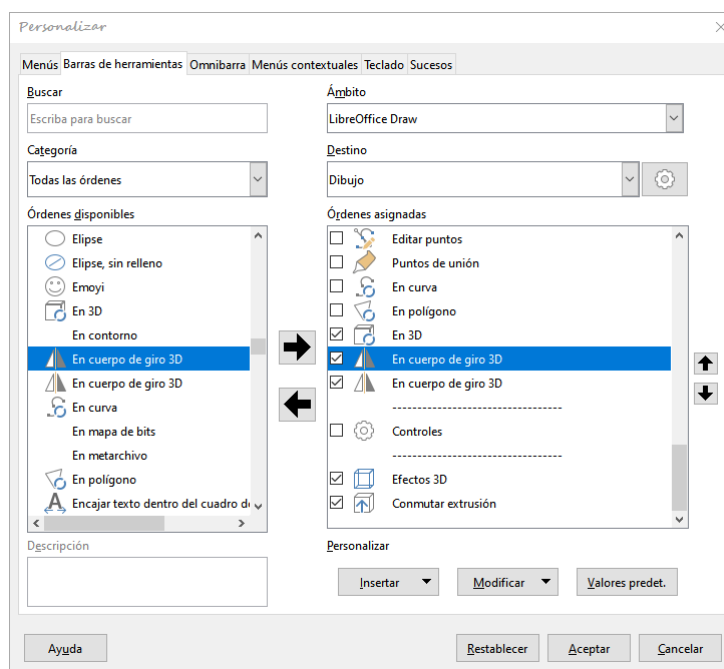 Personalizar
Menús Barras de herramientas Omnibarra Menús contextuales Teclado Sucesos
Buscar
Escriba para buscar
Categoría
Todas las órdenes
Órdenes disponibles
Elipse
Elipse, sin relleno
Emoyi
En 3D
En contorno
En cuerpo de giro 3D
En cuerpo de giro 3D
En curva
En mapa de bits
En metarchivo
En polígono
Encajar texto dentro del cuadro d
Descripción
Ámbito
LibreOffice Draw
Destino
Dibujo
Órdenes asignadas
Editar puntos
Puntos de unión
En curva
En polígono
En 3D
En cuerpo de giro 3D
En cuerpo de giro 3D
----------------------------------
Controles
----------------------------------
Efectos 3D
Conmutar extrusión
Personalizar
Insertar Modificar Valores predet.
Ayuda Restablecer Aceptar Cancelar